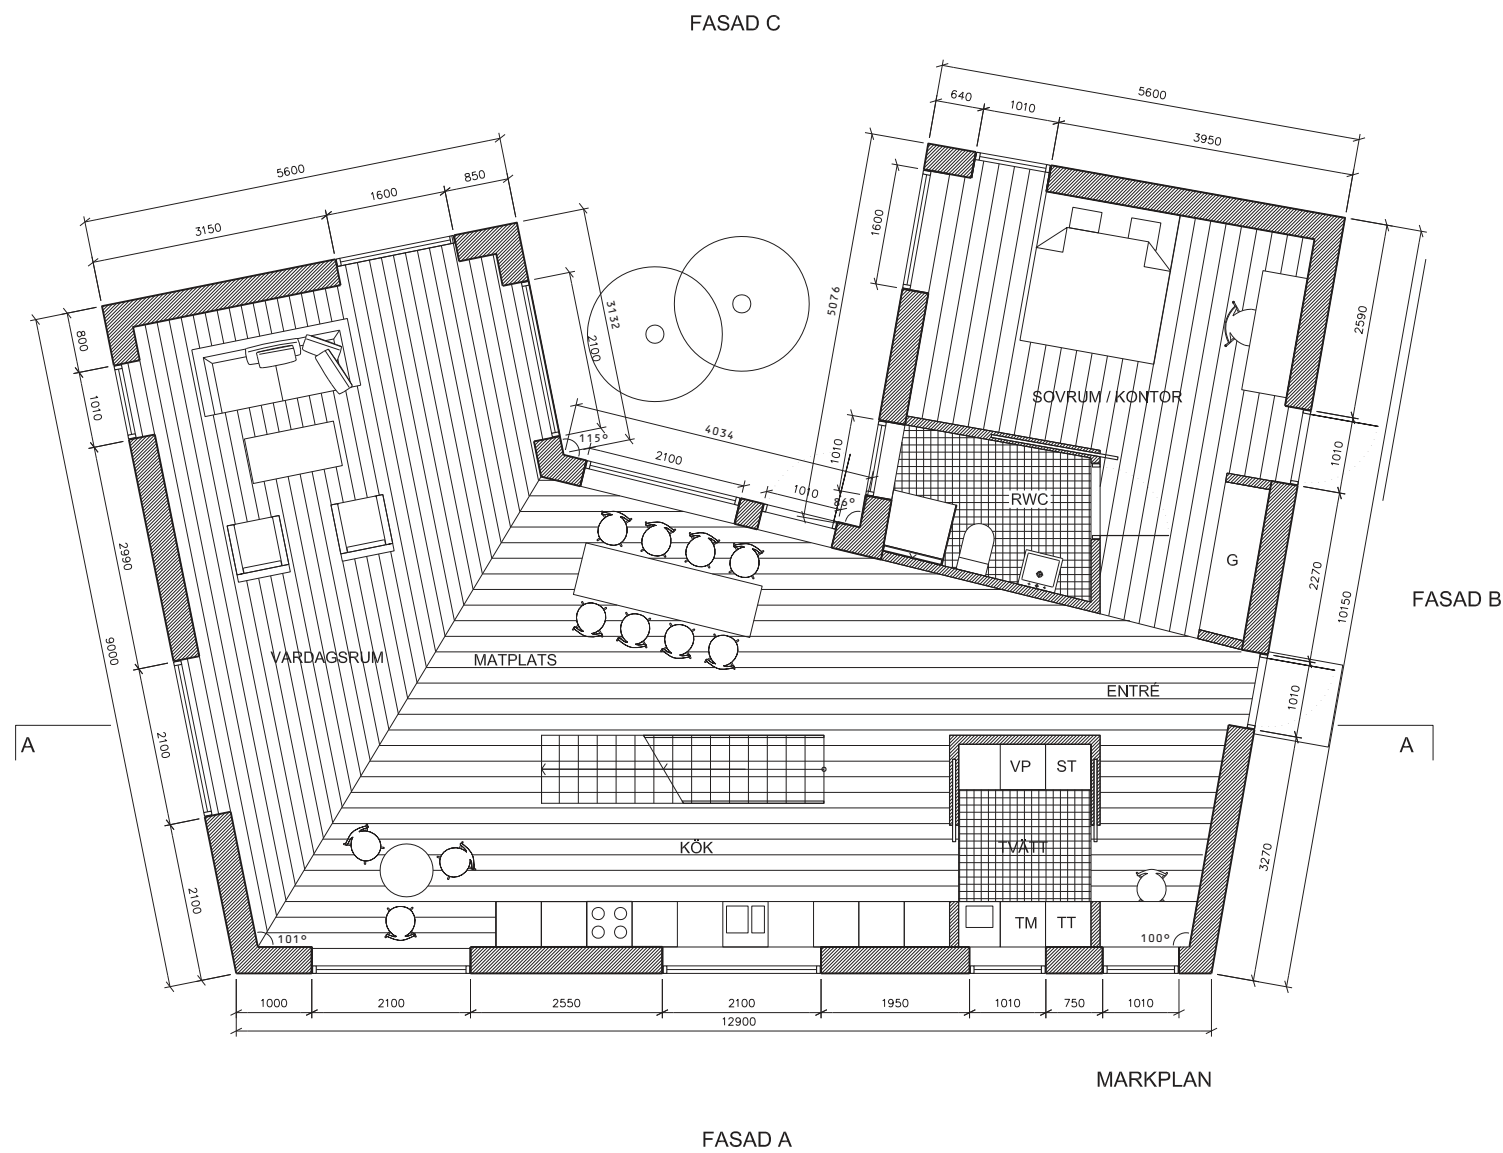 FASAD C
5600
640
1010
3950
5600
1600
850
3150
1600
5076
3132
2100
2590
800
1010
SOVRUM / KONTOR
115°
4034
2100
1010
1010
86°
1010
RWC
2990
G
2270
10150
FASAD B
9000
VARDAGSRUM
MATPLATS
ENTRÉ
1010
A
A
2100
VP
ST
KÖK
TVÄTT
3270
2100
101°
TM
TT
100°
1000
2100
2550
2100
1950
1010
750
1010
12900
MARKPLAN
FASAD A